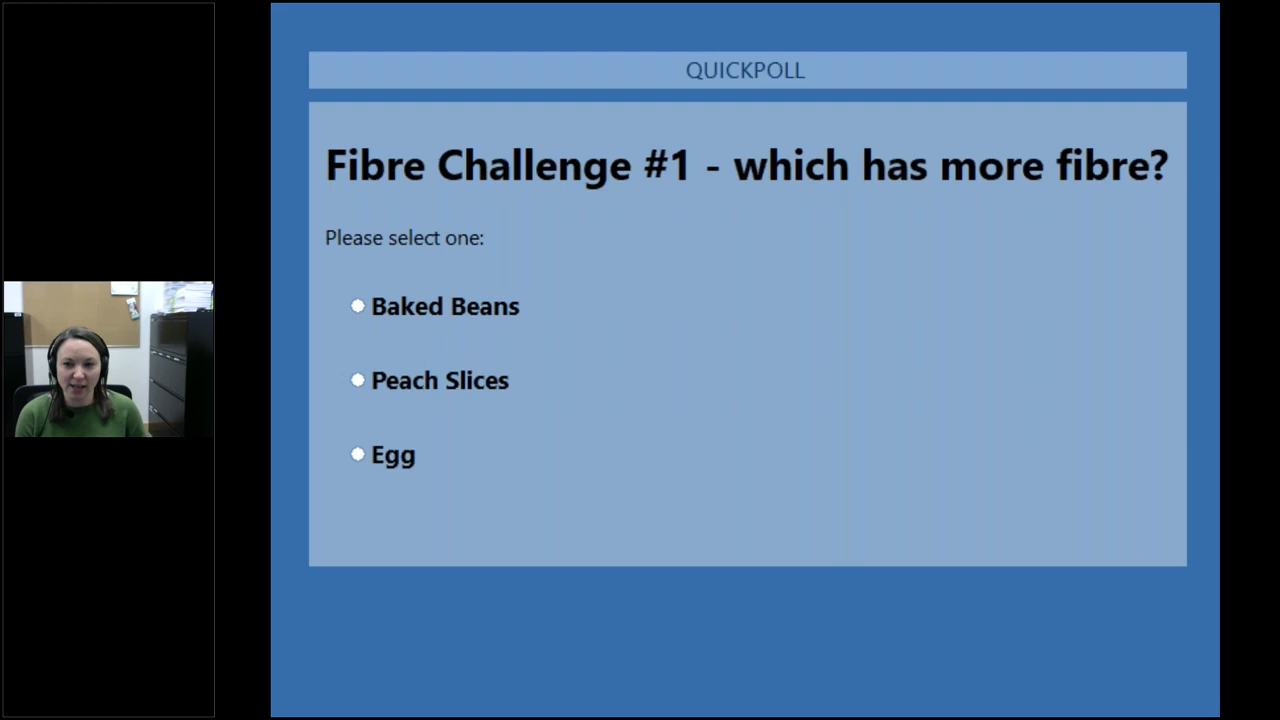 QUICKPOLL
Fibre Challenge #1 - which has more fibre?
Please select one:
Baked Beans
Peach Slices
Egg